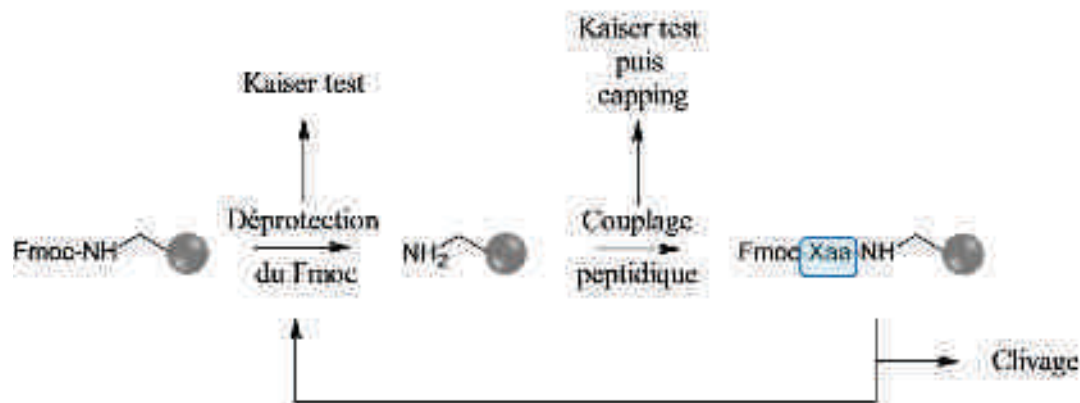 Kaiser test
puis
capping
Kaiser test
Déprotection
du Fmoc
Couplage
peptidique
Fmoc-NH
NH2
Fmoc Xaa NH
Clivage